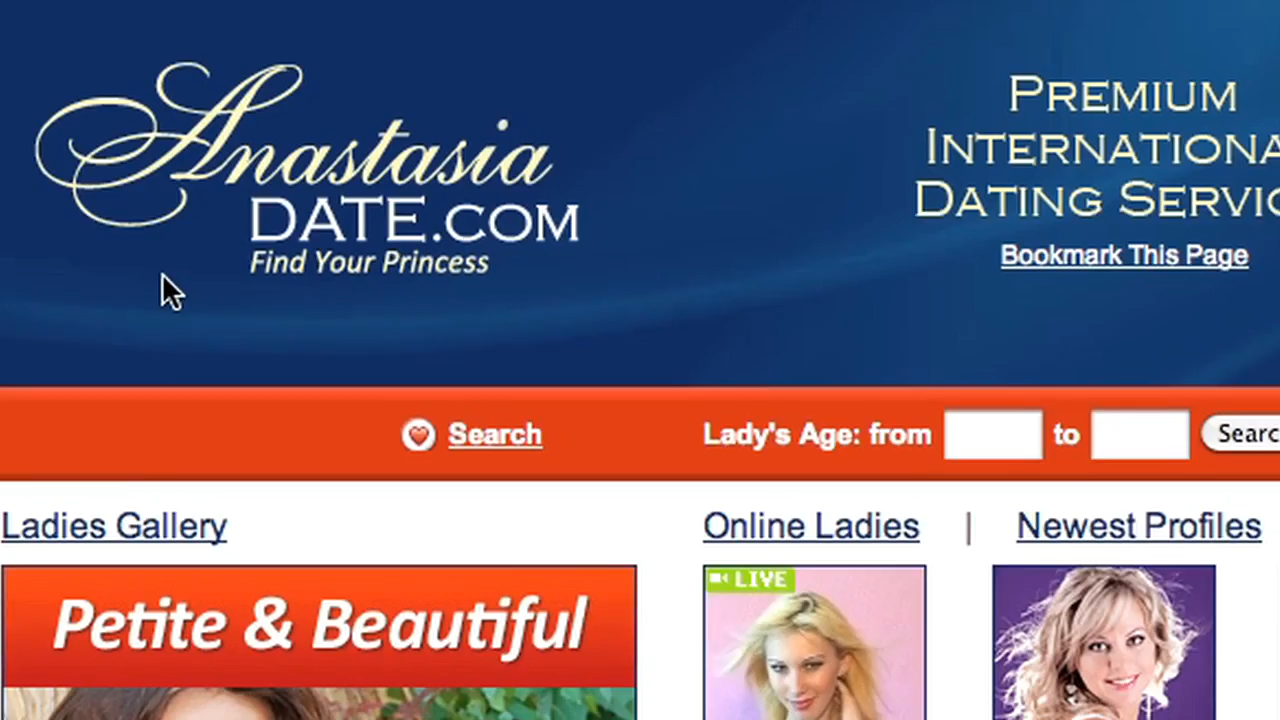 Anastasia
DATE.COM
Find Your Princess
PREMIUM
INTERNATIONA
DATING SERVIC
Bookmark This Page
Search
Lady's Age: from to Searc
Ladies Gallery
Online Ladies | Newest Profiles
Petite & Beautiful
LIVE